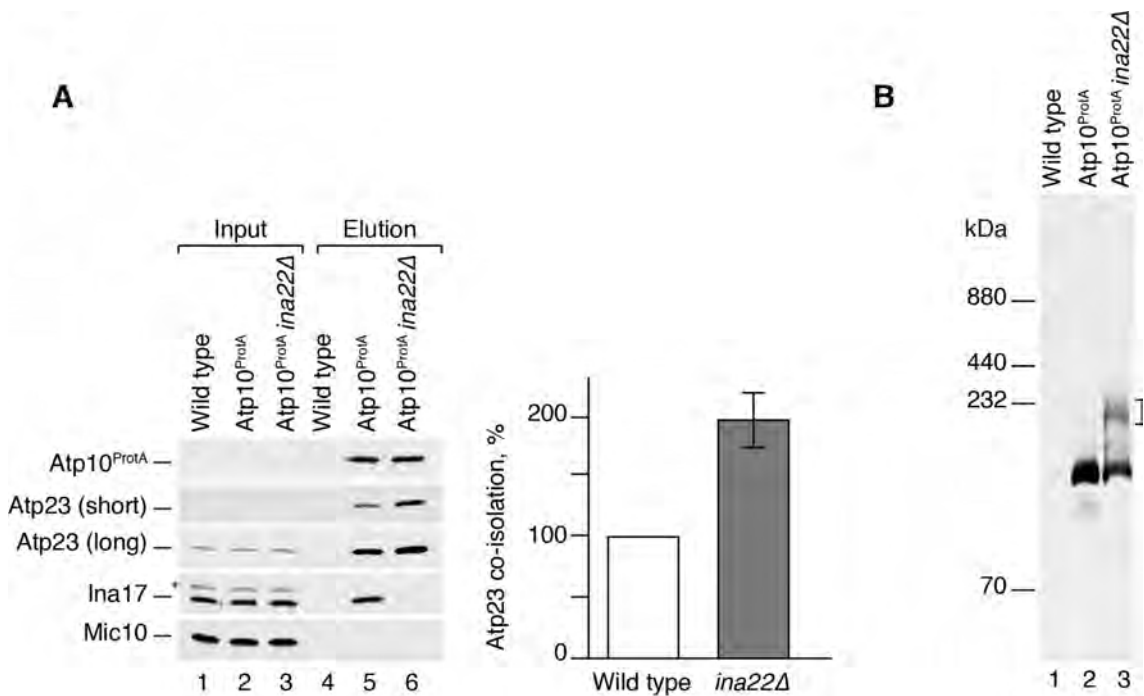 A
Input
Elution
Wild type
Atp10ProtA
Atp10ProtA ina22Δ
Wild type
Atp10ProtA
Atp10ProtA ina22Δ
Atp10ProtA
Atp23 (short)
Atp23 (long)
*
Ina17
Mic10
1 2 3 4 5 6
Atp23 co-isolation, %
200
100
0
Wild type ina22Δ
B
Wild type
Atp10ProtA
Atp10ProtA ina22Δ
kDa
880
440
232
70
1 2 3